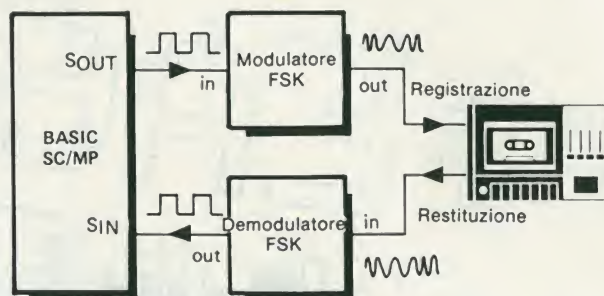 SOUT
in
Modulatore
FSK
out
Registrazione
BASIC
SC/MP
SIN
out
Demodulatore
FSK
in
Restituzione